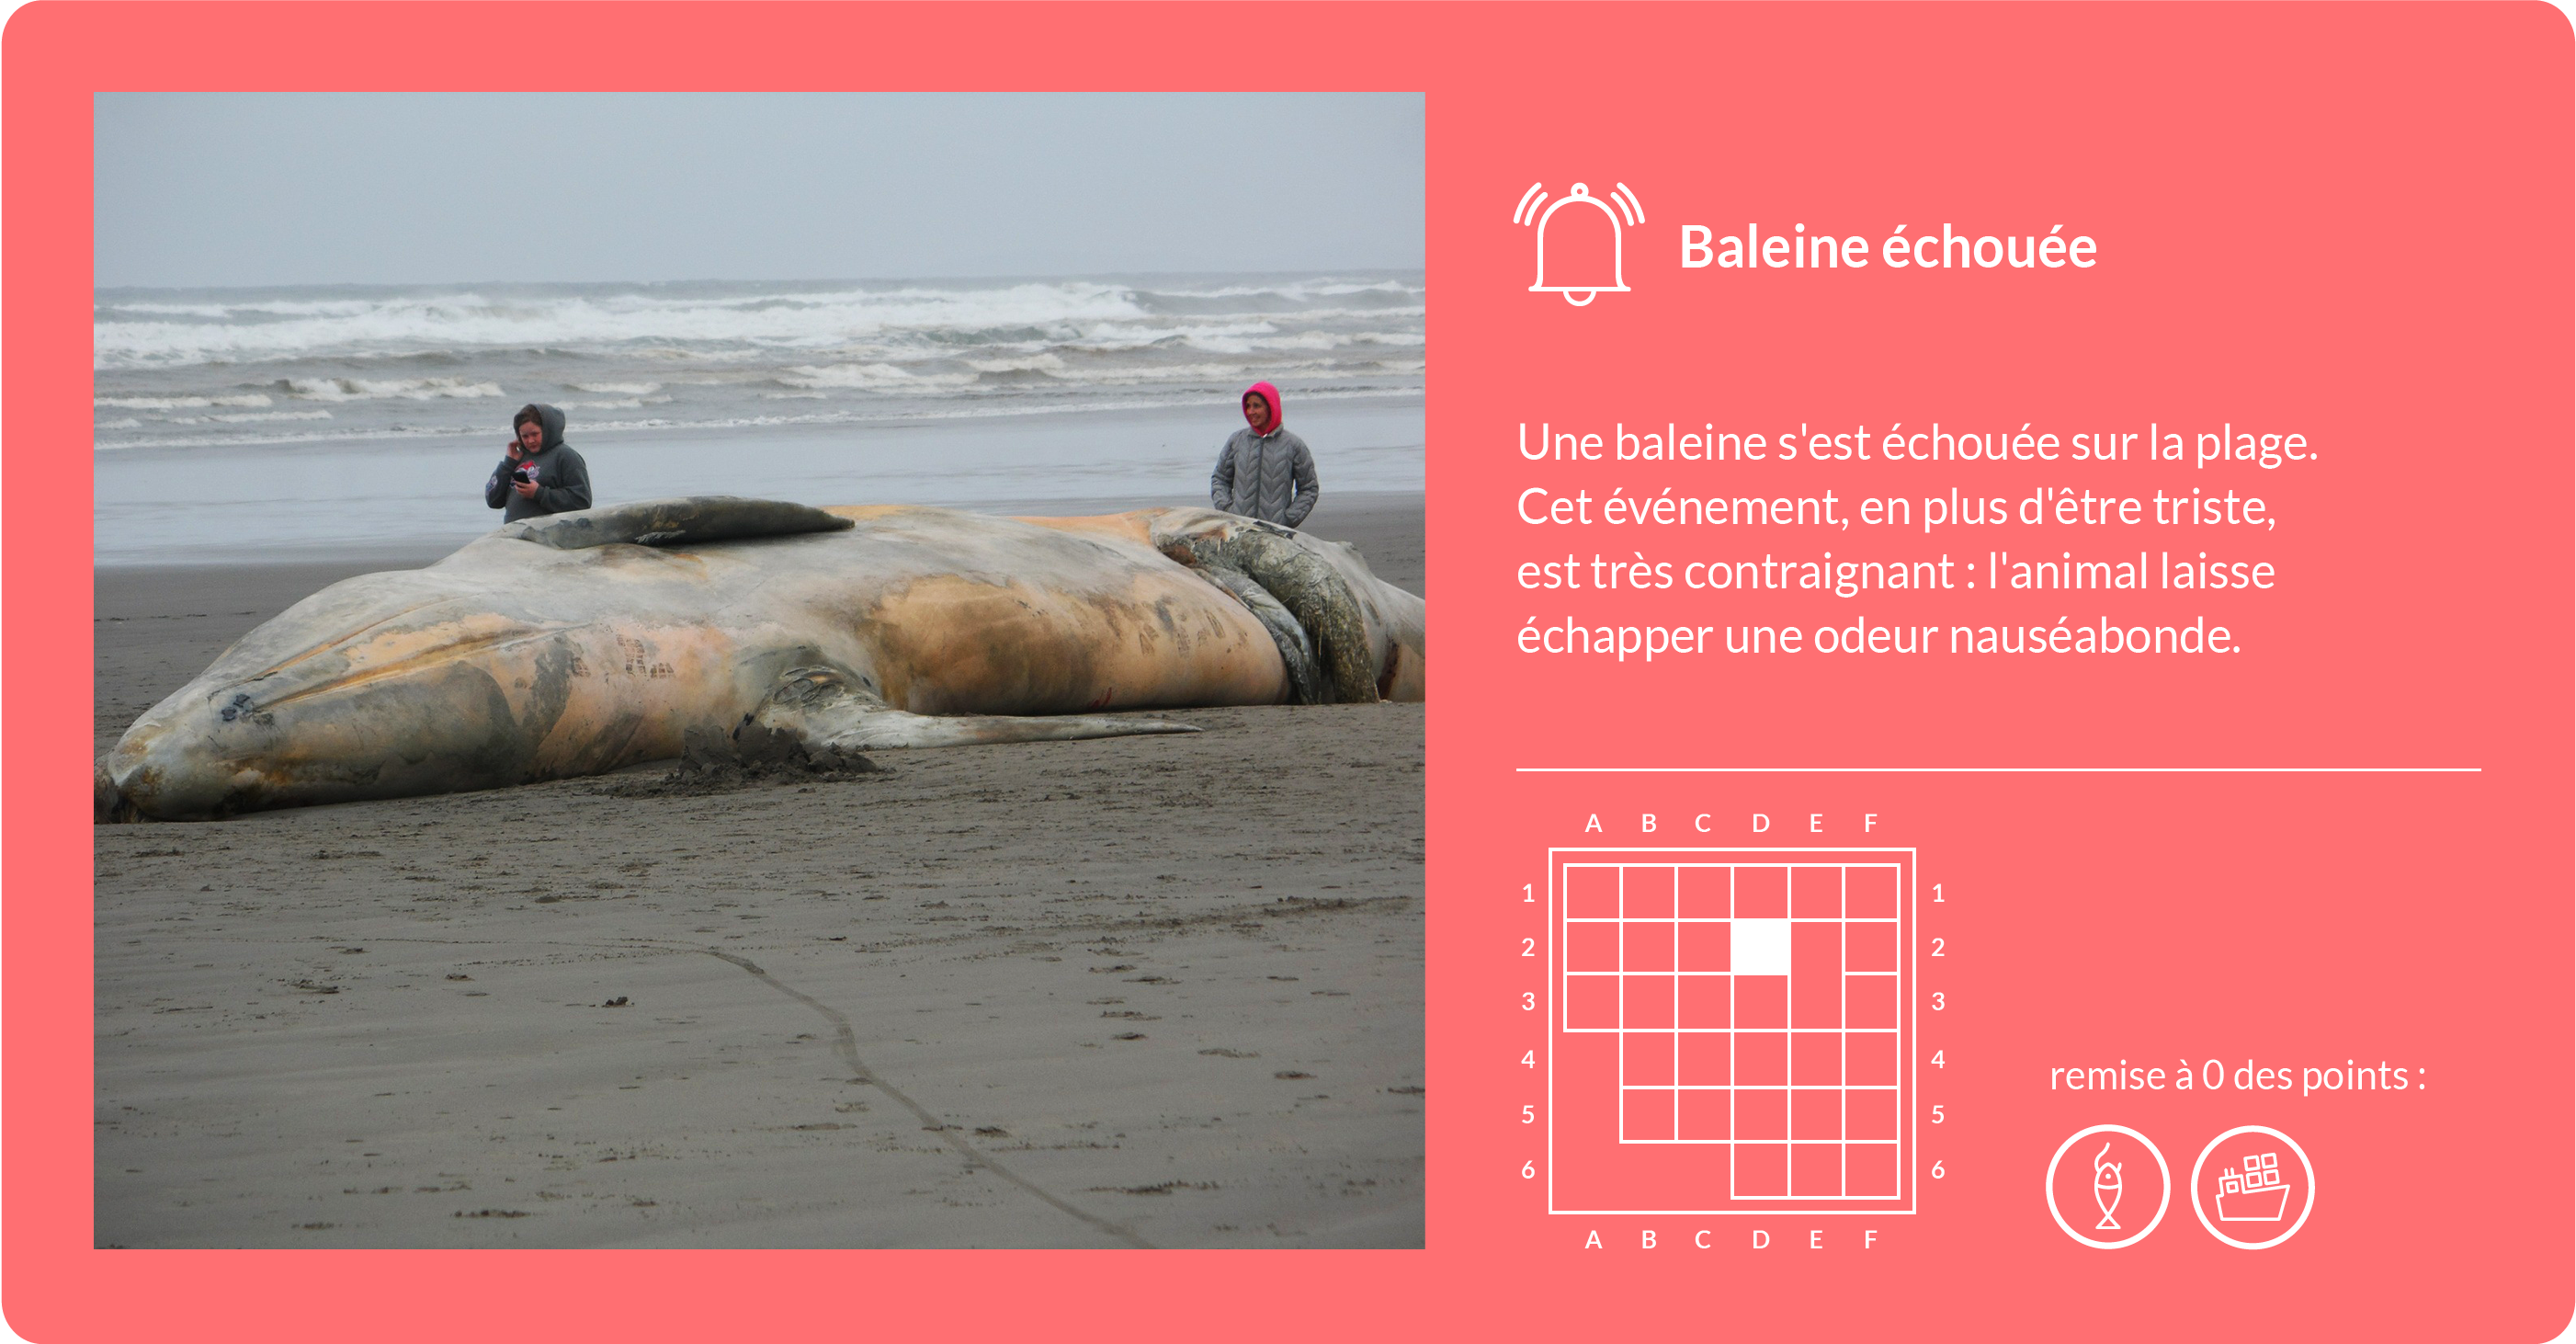 Baleine échouée
Une baleine s'est échouée sur la plage.
Cet événement, en plus d'être triste,
est très contraignant : l'animal laisse
échapper une odeur nauséabonde.
A B C D E F
1 1
2 2
3 3
4 4
5 5
6 6
A B C D E F
remise à 0 des points :